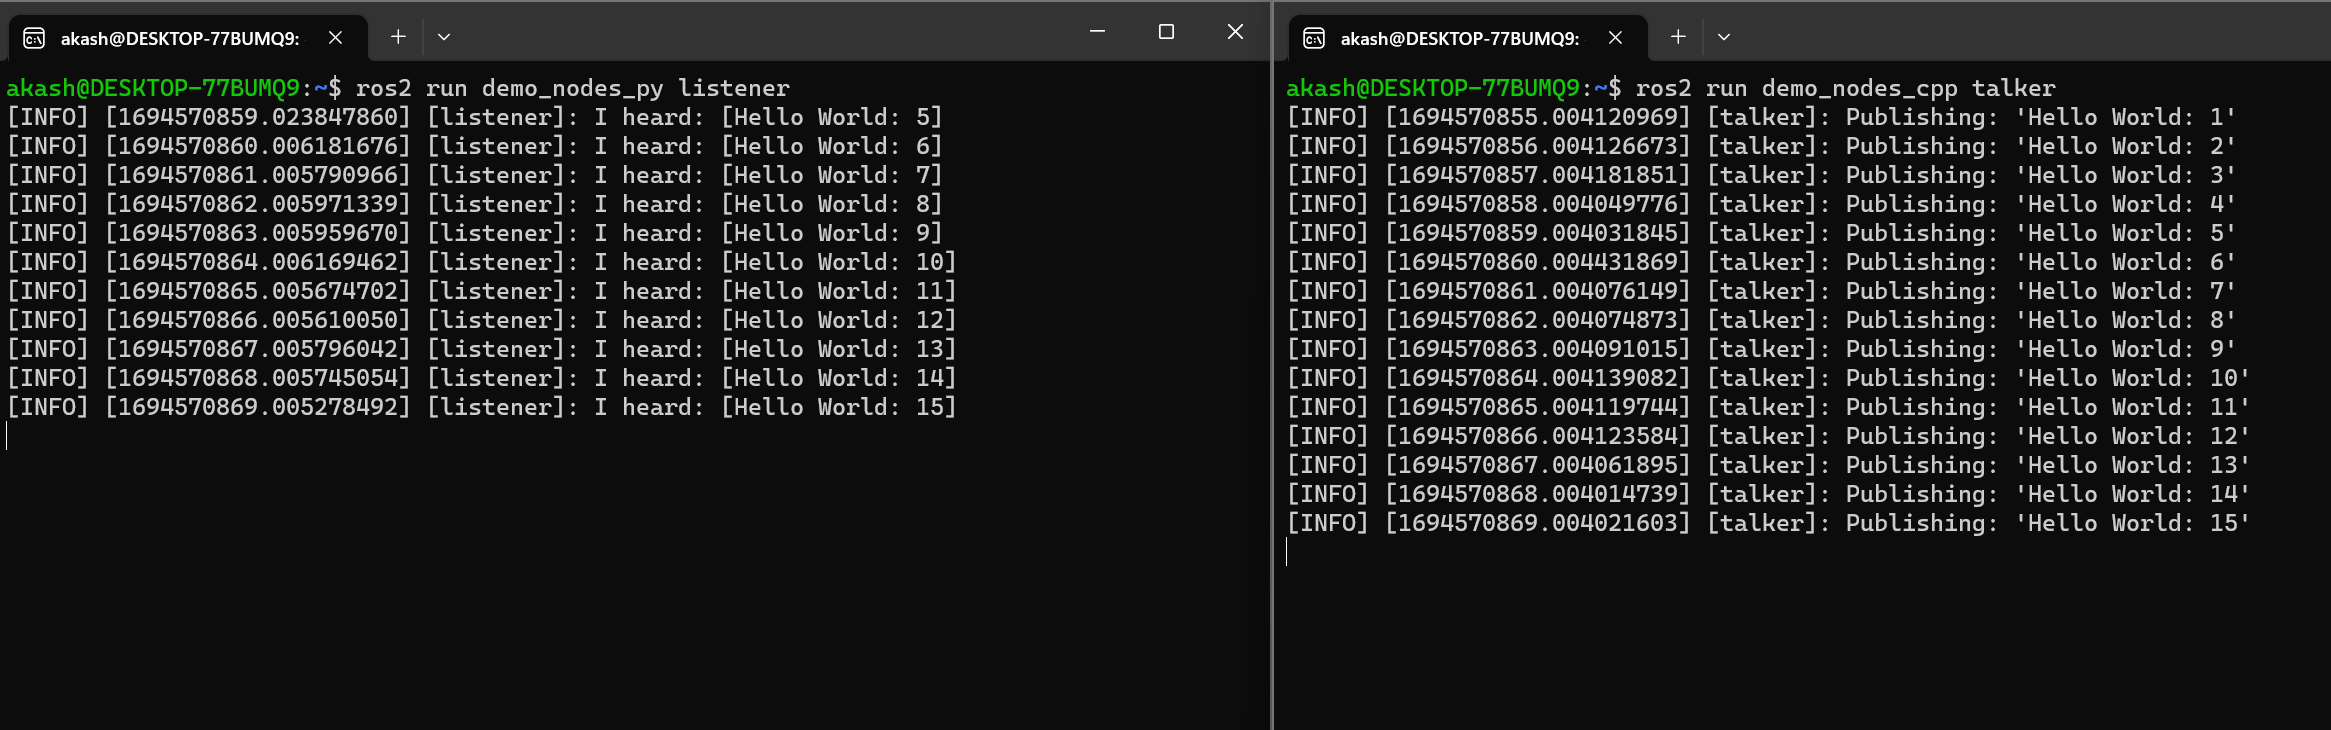 akash@DESKTOP-77BUMQ9:
akash@DESKTOP-77BUMQ9:~$ ros2 run demo_nodes_py listener
[INFO] [1694570859.023847860] [listener]: I heard: [Hello World: 5]
[INFO] [1694570860.006181676] [listener]: I heard: [Hello World: 6]
[INFO] [1694570861.005790966] [listener]: I heard: [Hello World: 7]
[INFO] [1694570862.005971339] [listener]: I heard: [Hello World: 8]
[INFO] [1694570863.005959670] [listener]: I heard: [Hello World: 9]
[INFO] [1694570864.006169462] [listener]: I heard: [Hello World: 10]
[INFO] [1694570865.005674702] [listener]: I heard: [Hello World: 11]
[INFO] [1694570866.005610050] [listener]: I heard: [Hello World: 12]
[INFO] [1694570867.005796042] [listener]: I heard: [Hello World: 13]
[INFO] [1694570868.005745054] [listener]: I heard: [Hello World: 14]
[INFO] [1694570869.005278492] [listener]: I heard: [Hello World: 15]
akash@DESKTOP-77BUMQ9:
akash@DESKTOP-77BUMQ9:~$ ros2 run demo_nodes_cpp talker
[INFO] [1694570855.004120969] [talker]: Publishing: 'Hello World: 1'
[INFO] [1694570856.004126673] [talker]: Publishing: 'Hello World: 2'
[INFO] [1694570857.004181851] [talker]: Publishing: 'Hello World: 3'
[INFO] [1694570858.004049776] [talker]: Publishing: 'Hello World: 4'
[INFO] [1694570859.004031845] [talker]: Publishing: 'Hello World: 5'
[INFO] [1694570860.004431869] [talker]: Publishing: 'Hello World: 6'
[INFO] [1694570861.004076149] [talker]: Publishing: 'Hello World: 7'
[INFO] [1694570862.004074873] [talker]: Publishing: 'Hello World: 8'
[INFO] [1694570863.004091015] [talker]: Publishing: 'Hello World: 9'
[INFO] [1694570864.004139082] [talker]: Publishing: 'Hello World: 10'
[INFO] [1694570865.004119744] [talker]: Publishing: 'Hello World: 11'
[INFO] [1694570866.004123584] [talker]: Publishing: 'Hello World: 12'
[INFO] [1694570867.004061895] [talker]: Publishing: 'Hello World: 13'
[INFO] [1694570868.004014739] [talker]: Publishing: 'Hello World: 14'
[INFO] [1694570869.004021603] [talker]: Publishing: 'Hello World: 15'